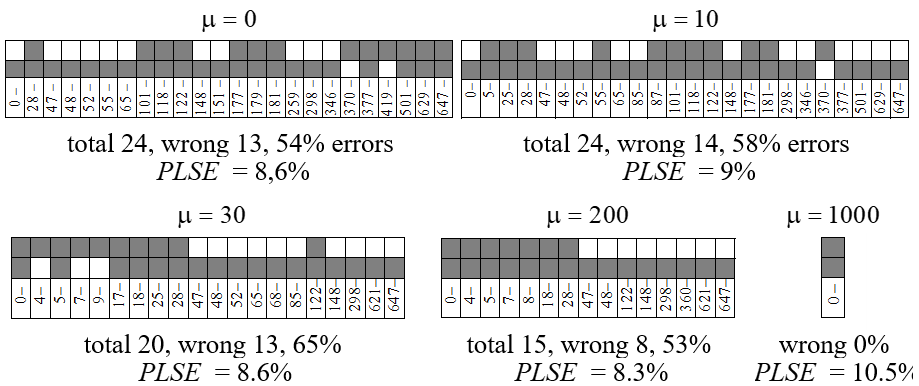 μ = 0
μ = 10
0 – 28 – 47 – 48 – 52 – 55 – 65 – 101 – 118 – 122 – 148 – 151 – 177 – 179 – 181 – 259 – 298 – 346 – 370 – 377 – 419 – 501 – 629 – 647 –
0 – 5 – 25 – 28 – 47 – 48 – 52 – 55 – 65 – 85 – 87 – 101 – 118 – 122 – 148 – 177 – 181 – 298 – 346 – 370 – 377 – 501 – 629 – 647 –
total 24, wrong 13, 54% errors
PLSE = 8,6%
total 24, wrong 14, 58% errors
PLSE = 9%
μ = 30
μ = 200
μ = 1000
0– 4– 5– 7– 9– 17– 18– 25– 28– 47– 48– 52– 65– 68– 85– 122– 148– 298– 621– 647–
0– 4– 5– 7– 8– 18– 28– 47– 48– 122– 148– 298– 360– 621– 647–
0 –
total 20, wrong 13, 65%
PLSE = 8.6%
total 15, wrong 8, 53%
PLSE = 8.3%
wrong 0%
PLSE = 10.5%